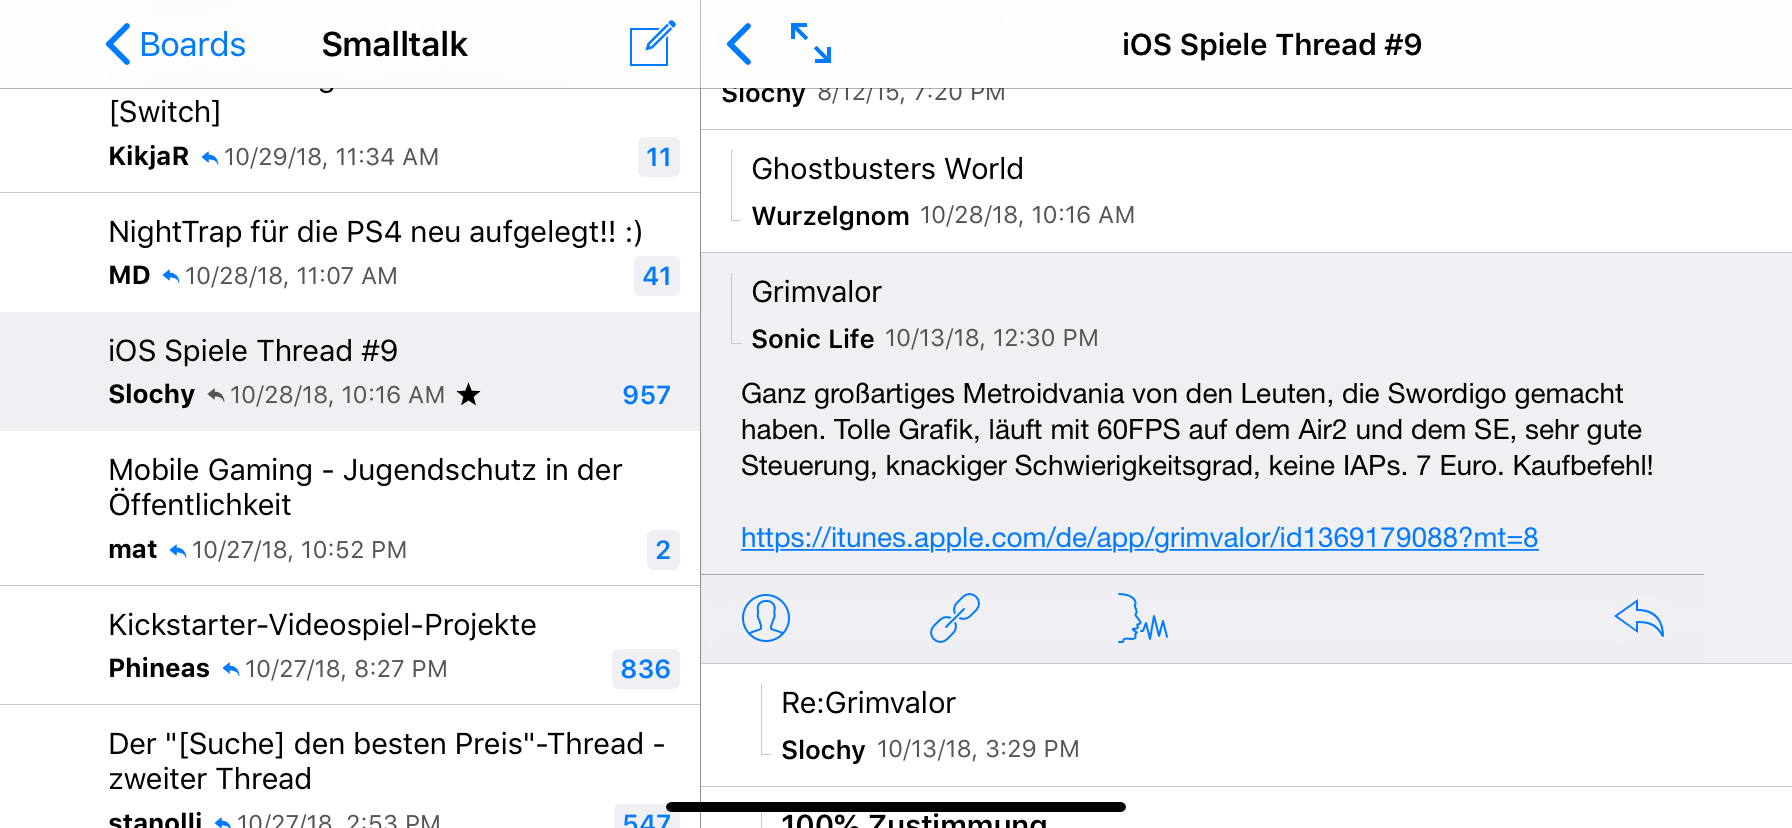 Boards
Smalltalk
[Switch]
KikjaR 10/29/18, 11:34 AM
11
NightTrap für die PS4 neu aufgelegt!! :)
MD 10/28/18, 11:07 AM
41
iOS Spiele Thread #9
Slochy 10/28/18, 10:16 AM ★
957
Mobile Gaming - Jugendschutz in der
Öffentlichkeit
mat 10/27/18, 10:52 PM
2
Kickstarter-Videospiel-Projekte
Phineas 10/27/18, 8:27 PM
836
Der "[Suche] den besten Preis"-Thread -
zweiter Thread
stanolli 10/27/18, 2:53 PM
547
iOS Spiele Thread #9
Slochy 8/12/15, 7:20 PM
Ghostbusters World
Wurzelgnom 10/28/18, 10:16 AM
Grimvalor
Sonic Life 10/13/18, 12:30 PM
Ganz großartiges Metroidvania von den Leuten, die Swordigo gemacht
haben. Tolle Grafik, läuft mit 60FPS auf dem Air2 und dem SE, sehr gute
Steuerung, knackiger Schwierigkeitsgrad, keine IAPs. 7 Euro. Kaufbefehl!
https://itunes.apple.com/de/app/grimvalor/id1369179088?mt=8
Re:Grimvalor
Slochy 10/13/18, 3:29 PM
100% Zustimmung